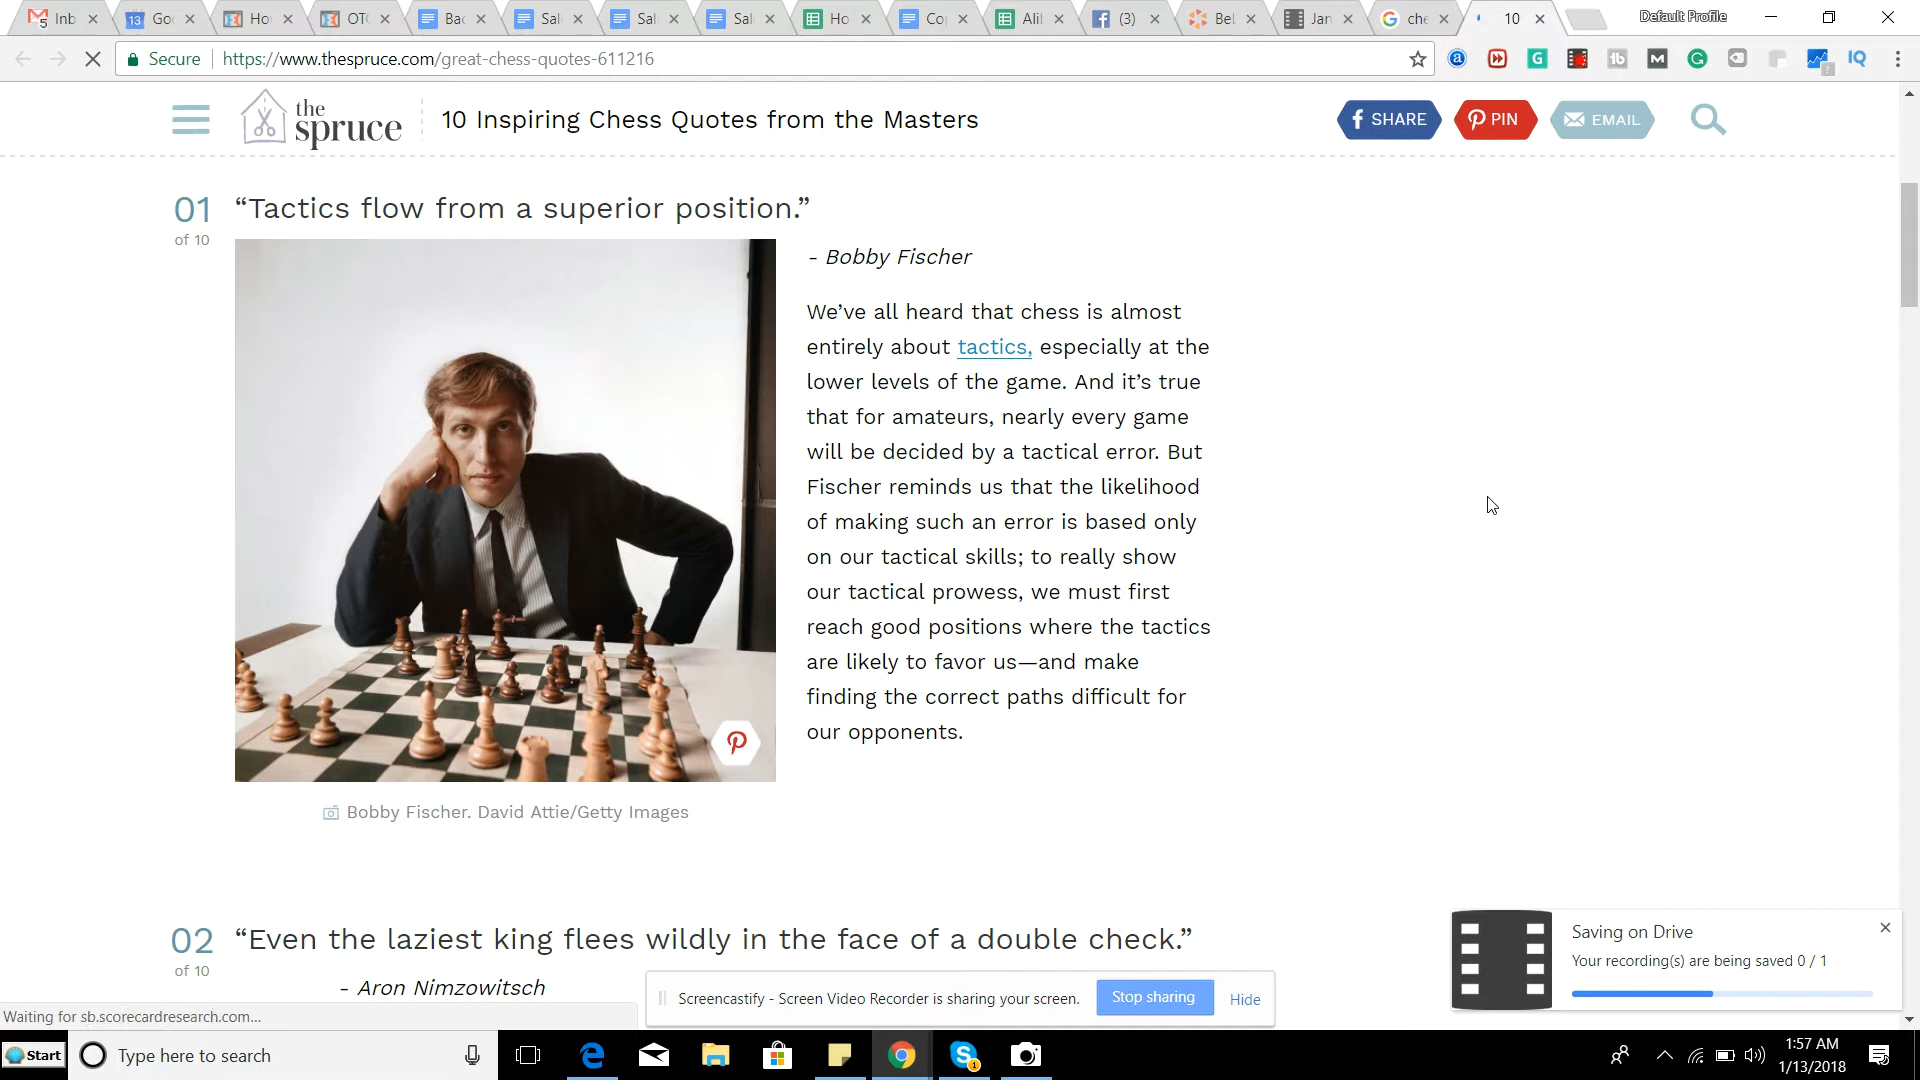 Inb
Goo
Ho
OTC
Bac
Sal
Sal
Sal
Ho
Co
Alil
(3)
Bel
Jan
che
10
Default Profile
Secure
https://www.thespruce.com/great-chess-quotes-611216
the
spruce
10 Inspiring Chess Quotes from the Masters
SHARE
PIN
EMAIL
01
of 10
“Tactics flow from a superior position.”
- Bobby Fischer
We’ve all heard that chess is almost
entirely about tactics, especially at the
lower levels of the game. And it’s true
that for amateurs, nearly every game
will be decided by a tactical error. But
Fischer reminds us that the likelihood
of making such an error is based only
on our tactical skills; to really show
our tactical prowess, we must first
reach good positions where the tactics
are likely to favor us—and make
finding the correct paths difficult for
our opponents.
Bobby Fischer. David Attie/Getty Images
02
of 10
“Even the laziest king flees wildly in the face of a double check.”
- Aron Nimzowitsch
Saving on Drive
Your recording(s) are being saved 0 / 1
Screencastify - Screen Video Recorder is sharing your screen.
Stop sharing
Hide
Waiting for sb.scorecardresearch.com...
Start
Type here to search
1:57 AM
1/13/2018